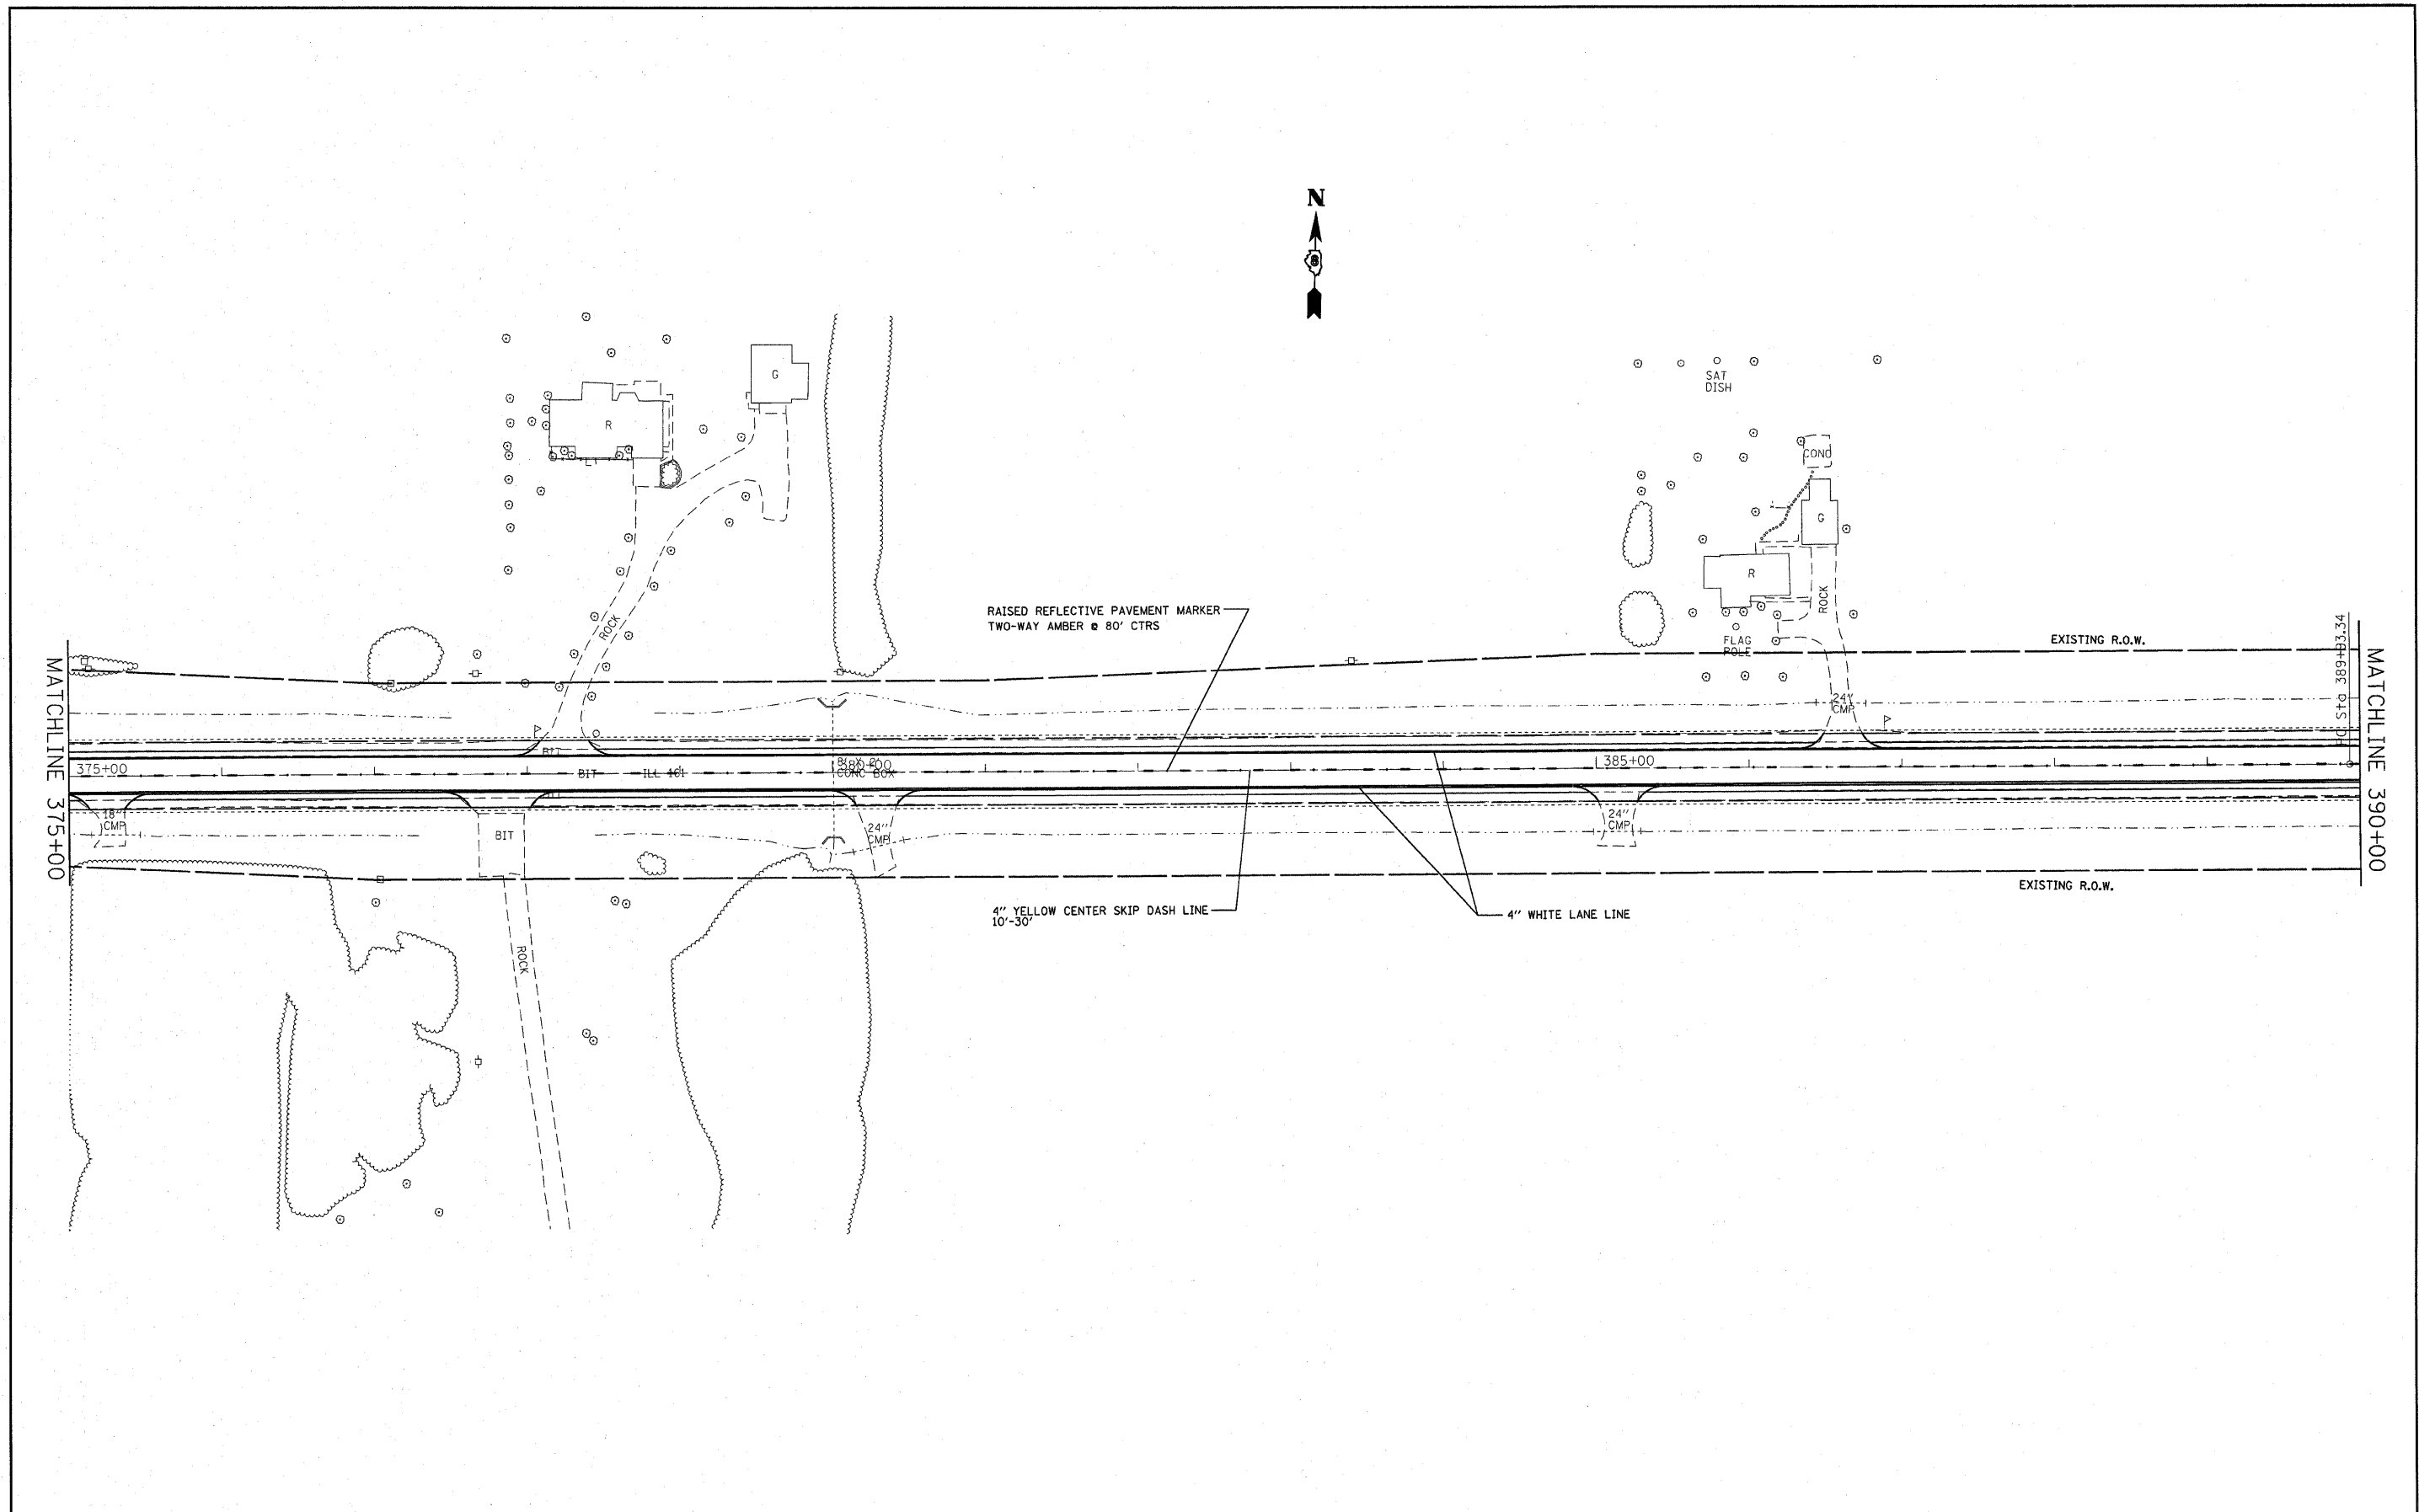 N
G
R
SAT
DISH
CONC
G
R
ROCK
RAISED REFLECTIVE PAVEMENT MARKER
TWO-WAY AMBER @ 80' CTRS
ROCK
FLAG
POLE
EXISTING R.O.W.
MATCHLINE 375+00
MATCHLINE 390+00
24"
CMP
BIT
375+00
BIT
380+00
CONC BOX
385+00
BIT
18"
CMP
BIT
24"
CMP
24"
CMP
EXISTING R.O.W.
4" YELLOW CENTER SKIP DASH LINE
10'-30'
4" WHITE LANE LINE
ROCK